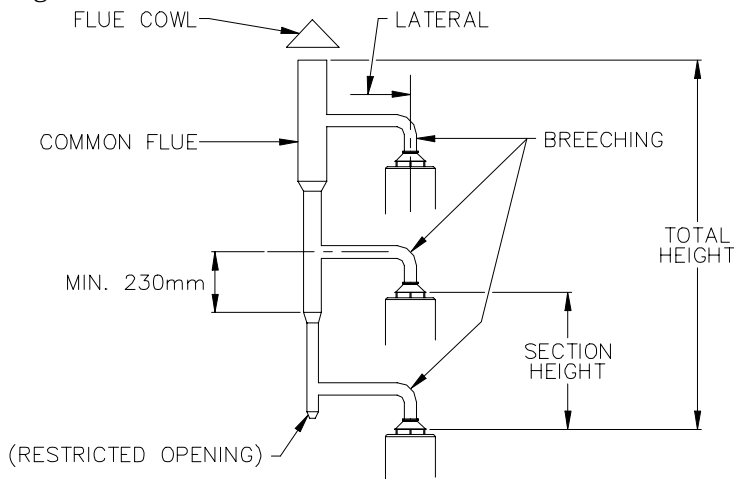 FLUE COWL
LATERAL
COMMON FLUE
BREECHING
TOTAL
HEIGHT
MIN. 230mm
SECTION
HEIGHT
(RESTRICTED OPENING)